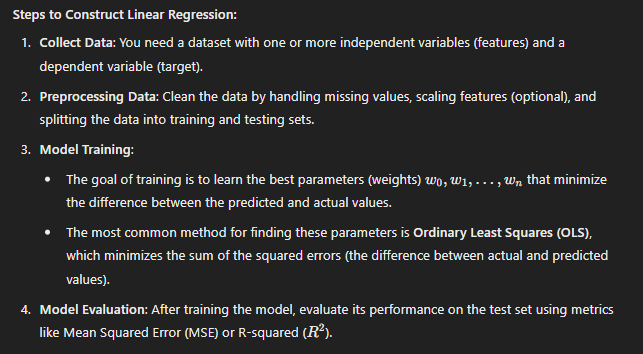 Steps to Construct Linear Regression:
1. Collect Data: You need a dataset with one or more independent variables (features) and a
dependent variable (target).
2. Preprocessing Data: Clean the data by handling missing values, scaling features (optional), and
splitting the data into training and testing sets.
3. Model Training:
• The goal of training is to learn the best parameters (weights) w₀, w₁, . . . , wₙ that minimize
the difference between the predicted and actual values.
• The most common method for finding these parameters is Ordinary Least Squares (OLS),
which minimizes the sum of the squared errors (the difference between actual and predicted
values).
4. Model Evaluation: After training the model, evaluate its performance on the test set using metrics
like Mean Squared Error (MSE) or R-squared (R²).